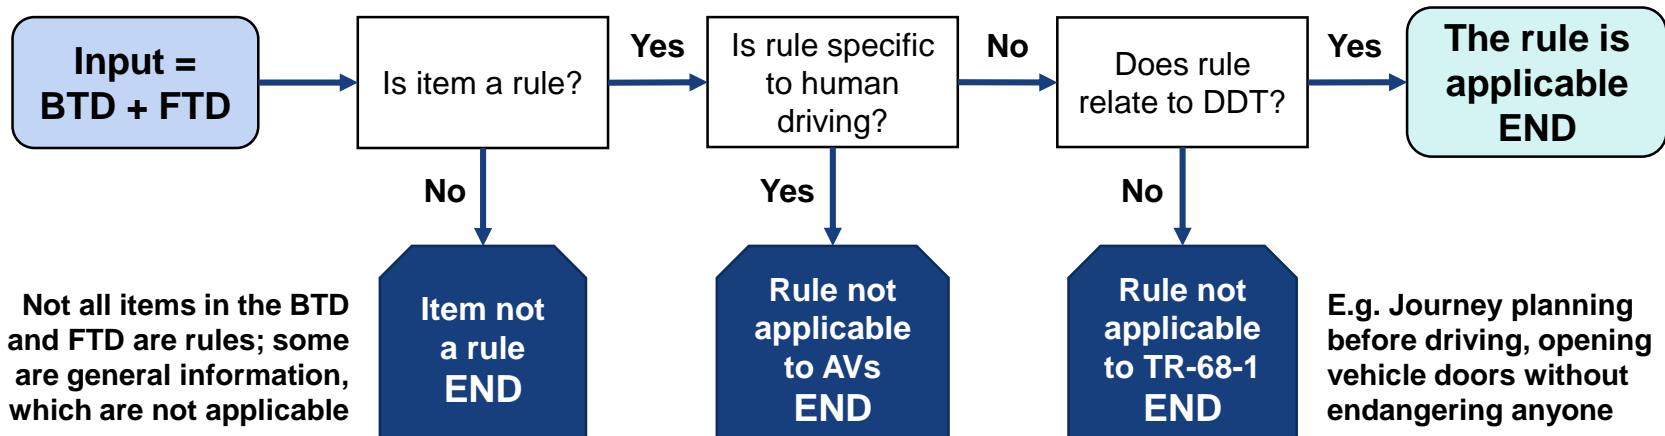 Input =
BTD + FTD
Is item a rule?
Yes
Is rule specific
to human
driving?
No
Does rule
relate to DDT?
Yes
The rule is
applicable
END
No
Yes
No
Not all items in the BTD
and FTD are rules; some
are general information,
which are not applicable
Item not
a rule
END
Rule not
applicable
to AVs
END
Rule not
applicable
to TR-68-1
END
E.g. Journey planning
before driving, opening
vehicle doors without
endangering anyone